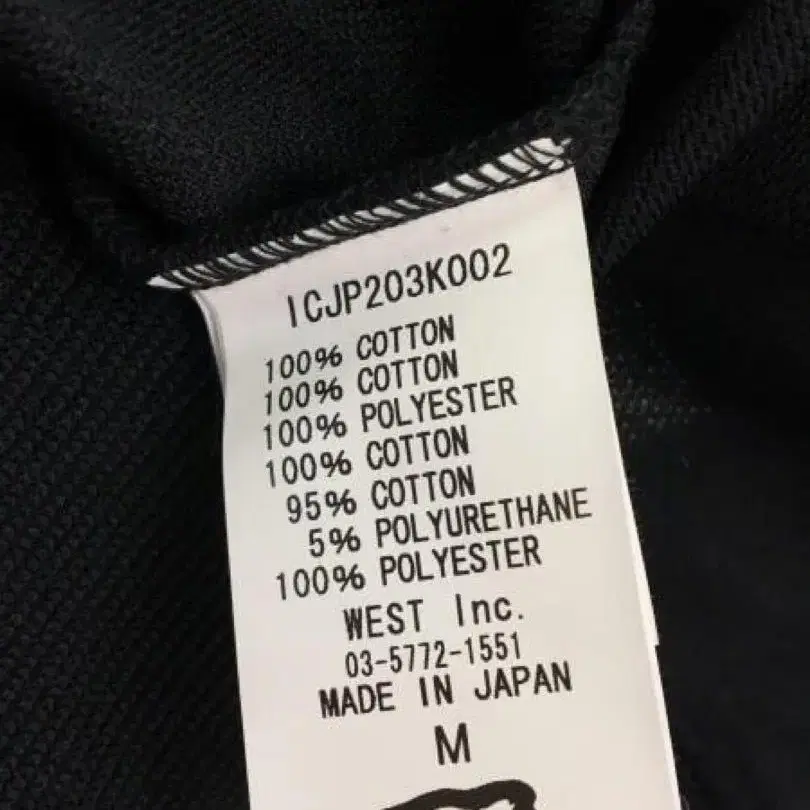 ICJP203K002
100% COTTON
100% COTTON
100% POLYESTER
100% COTTON
95% COTTON
5% POLYURETHANE
100% POLYESTER
WEST Inc.
03-5772-1551
MADE IN JAPAN
M